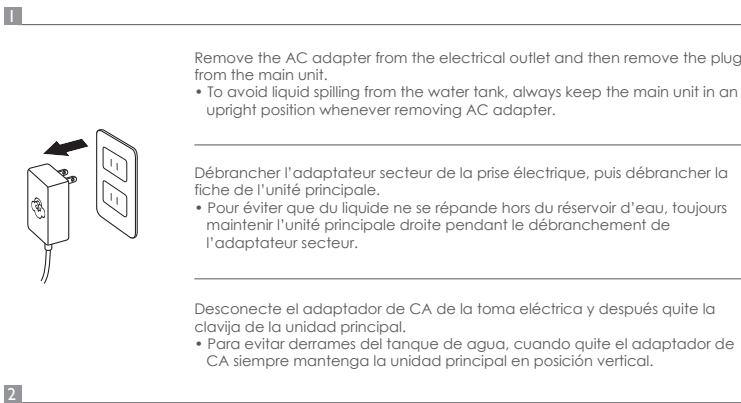 1
Remove the AC adapter from the electrical outlet and then remove the plug
from the main unit.
• To avoid liquid spilling from the water tank, always keep the main unit in an
upright position whenever removing AC adapter.
Débrancher l’adaptateur secteur de la prise électrique, puis débrancher la
fiche de l’unité principale.
• Pour éviter que du liquide ne se répande hors du réservoir d’eau, toujours
maintenir l’unité principale droite pendant le débranchement de
l’adaptateur secteur.
Desconecte el adaptador de CA de la toma eléctrica y después quite la
clavija de la unidad principal.
• Para evitar derrames del tanque de agua, cuando quite el adaptador de
CA siempre mantenga la unidad principal en posición vertical.
2